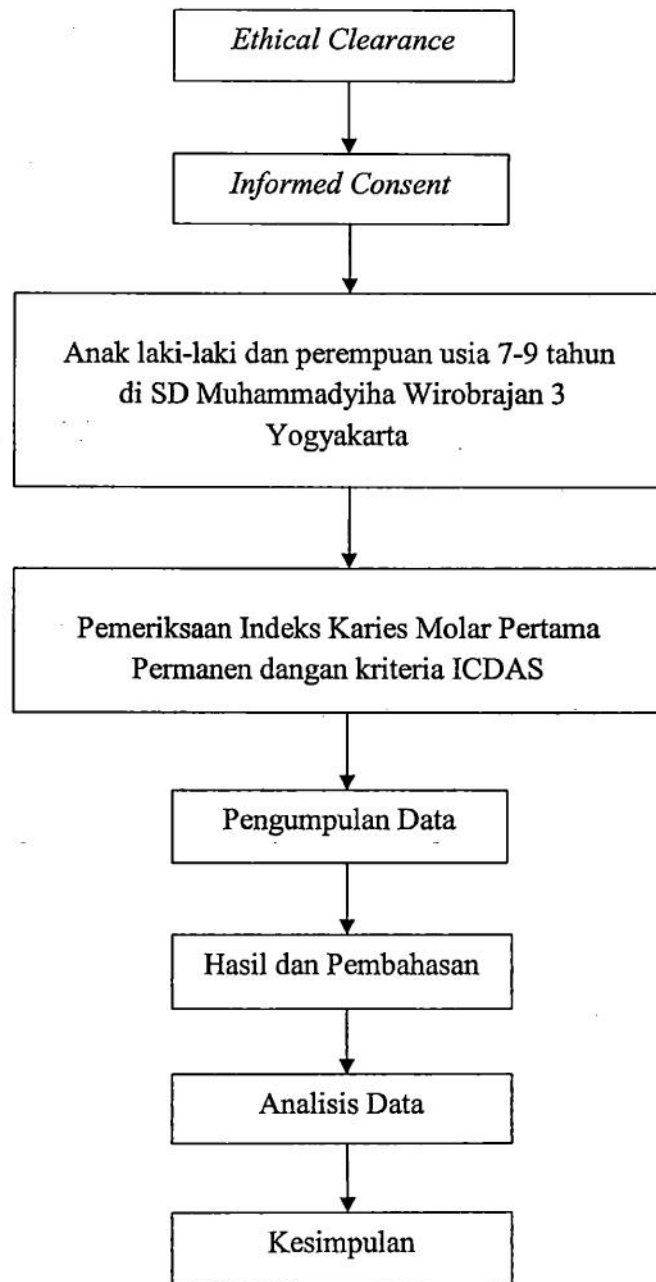 Ethical Clearance
Informed Consent
Anak laki-laki dan perempuan usia 7-9 tahun
di SD Muhammadyiha Wirobrajan 3
Yogyakarta
Pemeriksaan Indeks Karies Molar Pertama
Permanen dangan kriteria ICDAS
Pengumpulan Data
Hasil dan Pembahasan
Analisis Data
Kesimpulan